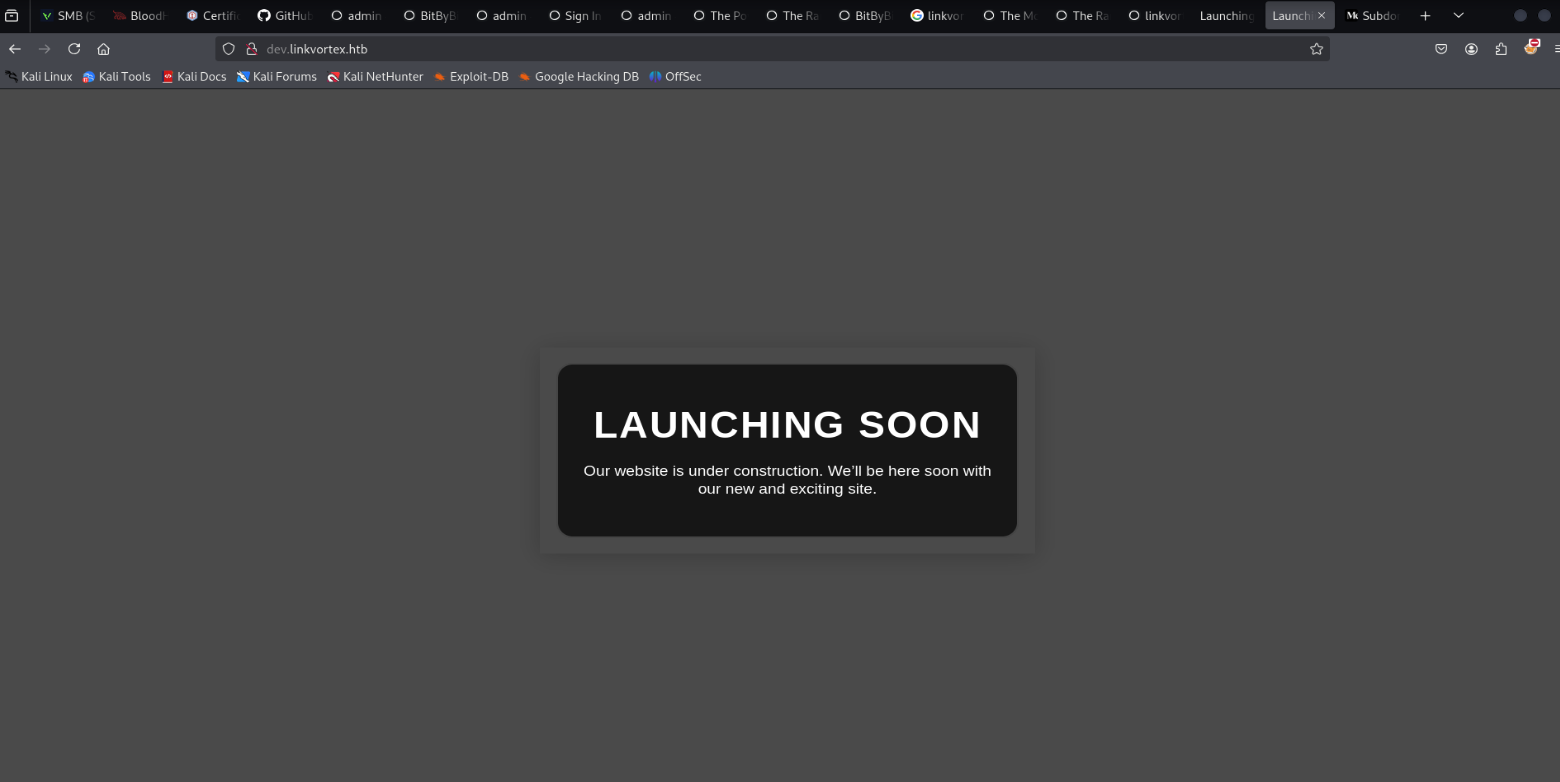 SMB (S
BloodH
Certific
GitHub
admin
BitByB
admin
Sign In
admin
The Po
The Ra
BitByB
linkvor
The Mo
The Ra
linkvor
Launching
Launchi
Subdo
dev.linkvortex.htb
Kali Linux
Kali Tools
Kali Docs
Kali Forums
Kali NetHunter
Exploit-DB
Google Hacking DB
OffSec
LAUNCHING SOON
Our website is under construction. We’ll be here soon with
our new and exciting site.